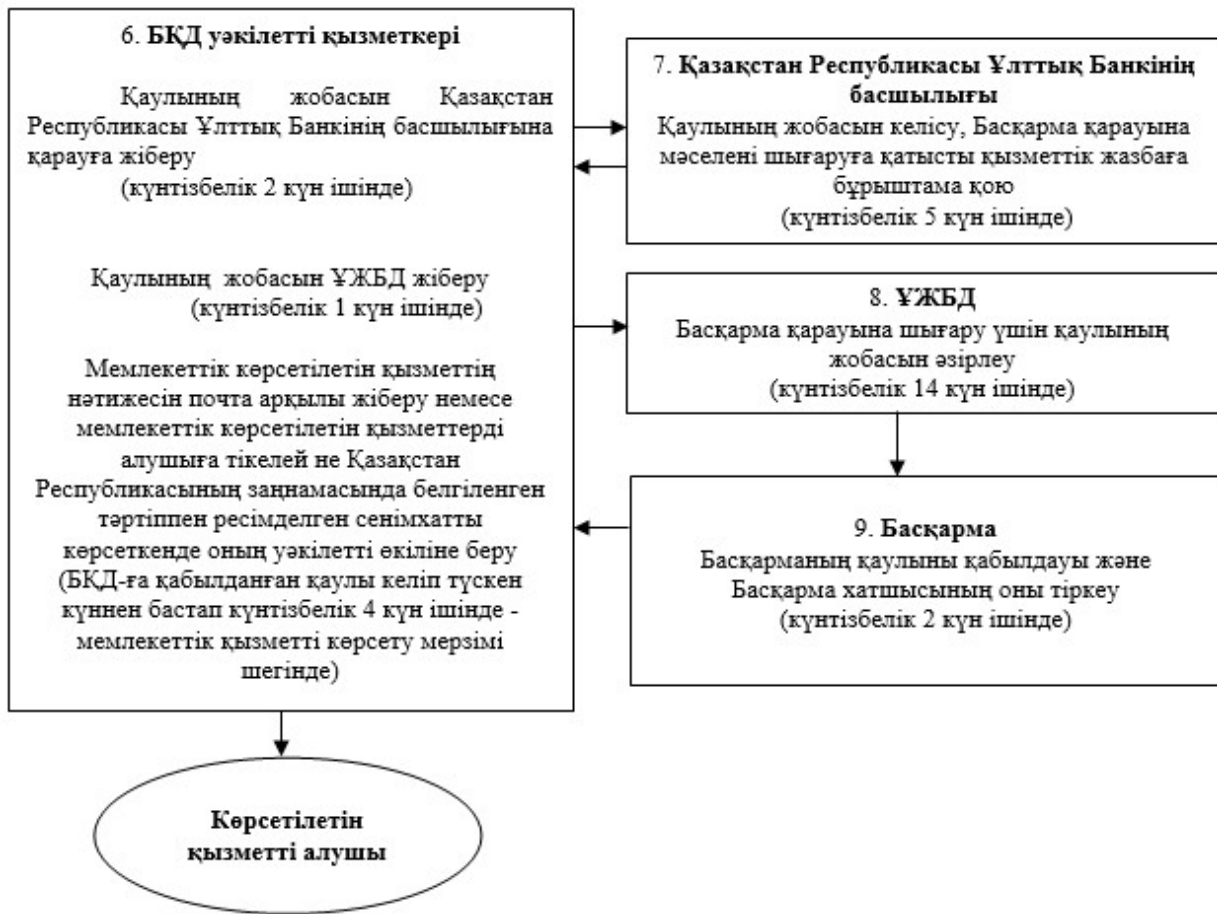 6. БҚД уәкілетті қызметкері
Қаулының жобасын Қазақстан
Республикасы Ұлттық Банкінің басшылығына
қарауға жіберу
(күнтізбелік 2 күн ішінде)
Қаулының жобасын ҰЖБД жіберу
(күнтізбелік 1 күн ішінде)
Мемлекеттік көрсетілетін қызметтің
нәтижесін почта арқылы жіберу немесе
мемлекеттік көрсетілетін қызметтерді
алушыға тікелей не Қазақстан
Республикасының заңнамасында белгіленген
тәртіппен ресімделген сенімхатты
көрсеткенде оның уәкілетті өкіліне беру
(БҚД-ға қабылданған қаулы келіп түскен
күннен бастап күнтізбелік 4 күн ішінде -
мемлекеттік қызметті көрсету мерзімі
шегінде)
7. Қазақстан Республикасы Ұлттық Банкінің
басшылығы
Қаулының жобасын келісу, Басқарма қарауына
мәселені шығаруға қатысты қызметтік жазбаға
бұрыштама қою
(күнтізбелік 5 күн ішінде)
8. ҰЖБД
Басқарма қарауына шығару үшін қаулының
жобасын әзірлеу
(күнтізбелік 14 күн ішінде)
9. Басқарма
Басқарманың қаулыны қабылдауы және
Басқарма хатшысының оны тіркеу
(күнтізбелік 2 күн ішінде)
Көрсетілетін
қызметті алушы